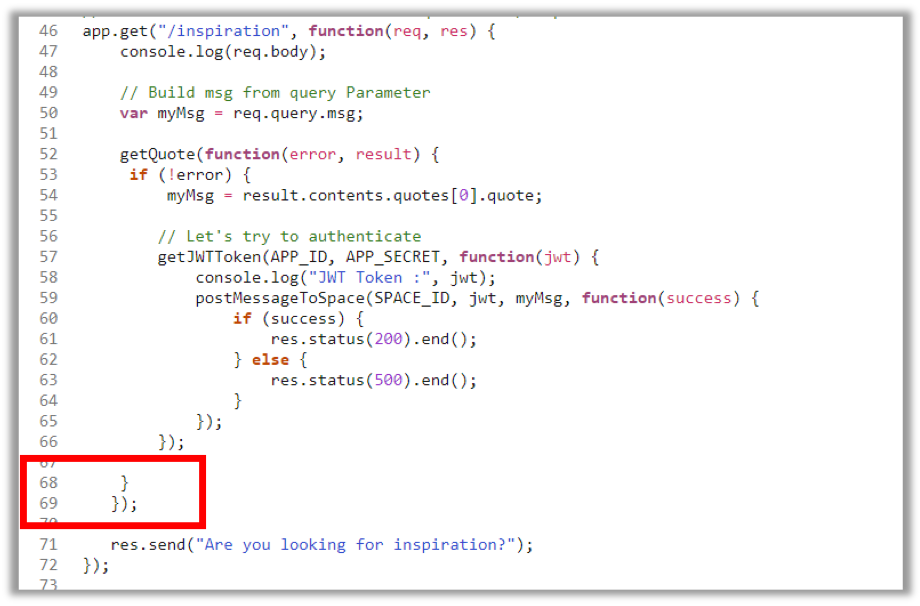 46 app.get("/inspiration", function(req, res) {
47     console.log(req.body);
48
49     // Build msg from query Parameter
50     var myMsg = req.query.msg;
51
52     getQuote(function(error, result) {
53      if (!error) {
54          myMsg = result.contents.quotes[0].quote;
55
56         // Let's try to authenticate
57         getJWTToken(APP_ID, APP_SECRET, function(jwt) {
58             console.log("JWT Token :", jwt);
59             postMessageToSpace(SPACE_ID, jwt, myMsg, function(success) {
60                 if (success) {
61                     res.status(200).end();
62                 } else {
63                     res.status(500).end();
64                 }
65             });
66         });
67
68     }
69    });
70
71    res.send("Are you looking for inspiration?");
72 });
73